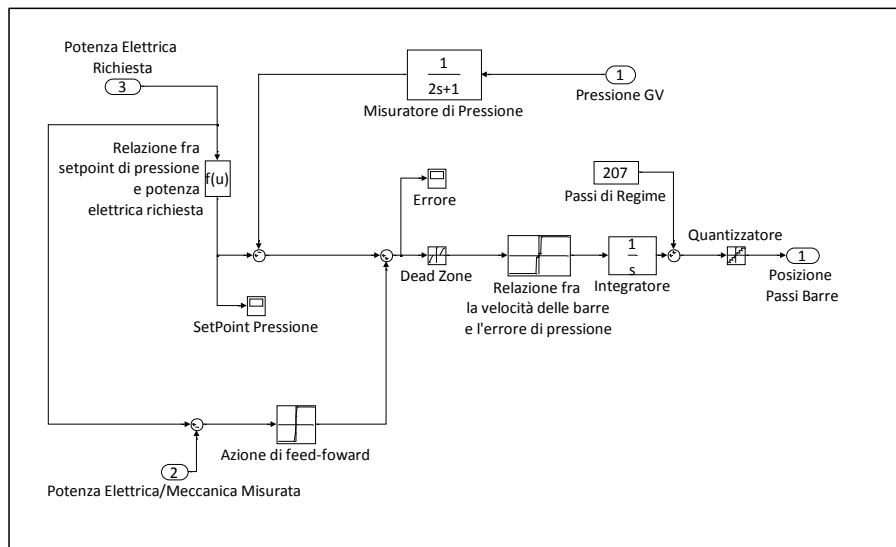 Potenza Elettrica
Richiesta
3
1
2s+1
Misuratore di Pressione
1
Pressione GV
Relazione fra
setpoint di pressione
e potenza
elettrica richiesta
f(u)
Errore
207
Passi di Regime
Quantizzatore
Dead Zone
Relazione fra
la velocità delle barre
e l'errore di pressione
1
s
Integratore
1
Posizione
Passi Barre
SetPoint Pressione
Azione di feed-foward
2
Potenza Elettrica/Meccanica Misurata